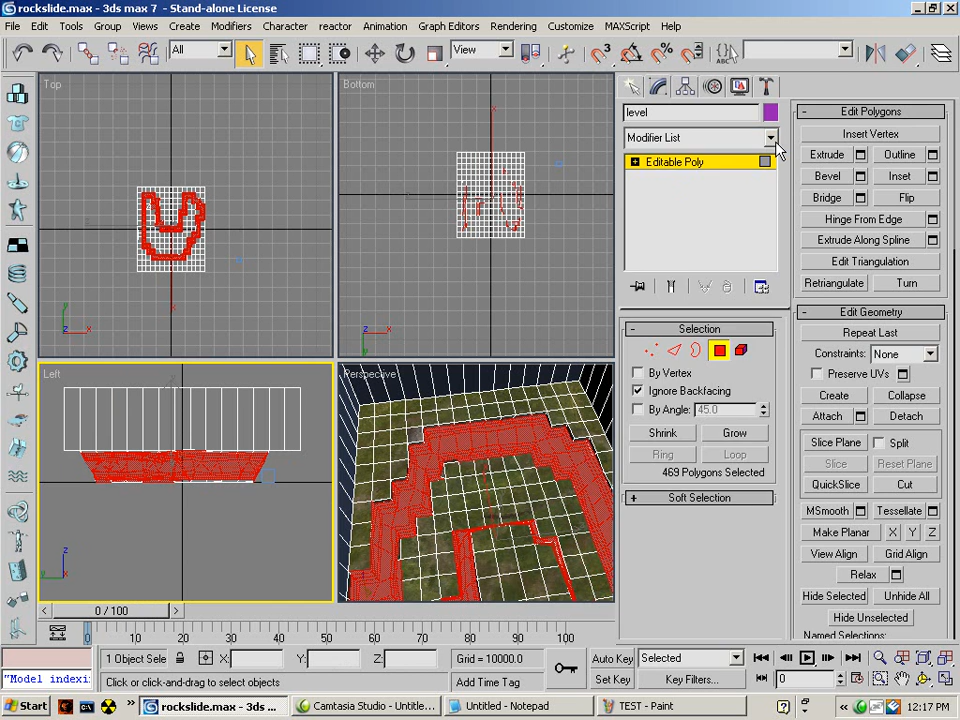 rockslide.max - 3ds max 7 - Stand-alone License
File Edit Tools Group Views Create Modifiers Character reactor Animation Graph Editors Rendering Customize MAXScript Help
All View
Top Bottom
Left Perspective
level
Modifier List
Editable Poly
Selection
By Vertex
Ignore Backfacing
By Angle: 45.0
Shrink Grow
Ring Loop
469 Polygons Selected
Soft Selection
Edit Polygons
Insert Vertex
Extrude Outline
Bevel Inset
Bridge Flip
Hinge From Edge
Extrude Along Spline
Edit Triangulation
Retriangulate Turn
Edit Geometry
Repeat Last
Constraints: None
Preserve UVs
Create Collapse
Attach Detach
Slice Plane Split
Slice Reset Plane
QuickSlice Cut
MSmooth Tessellate
Make Planar X Y Z
View Align Grid Align
Relax
Hide Selected Unhide All
Hide Unselected
Named Selections:
0 / 100
0 10 20 30 40 50 60 70 80 90 100
1 Object Sele X: Y: Z: Grid = 10000.0 Auto Key Selected
"Model indexi Click or click-and-drag to select objects Add Time Tag Set Key Key Filters... 0
Start rockslide.max - 3ds ... Camtasia Studio - Untitle... Untitled - Notepad TEST - Paint 12:17 PM